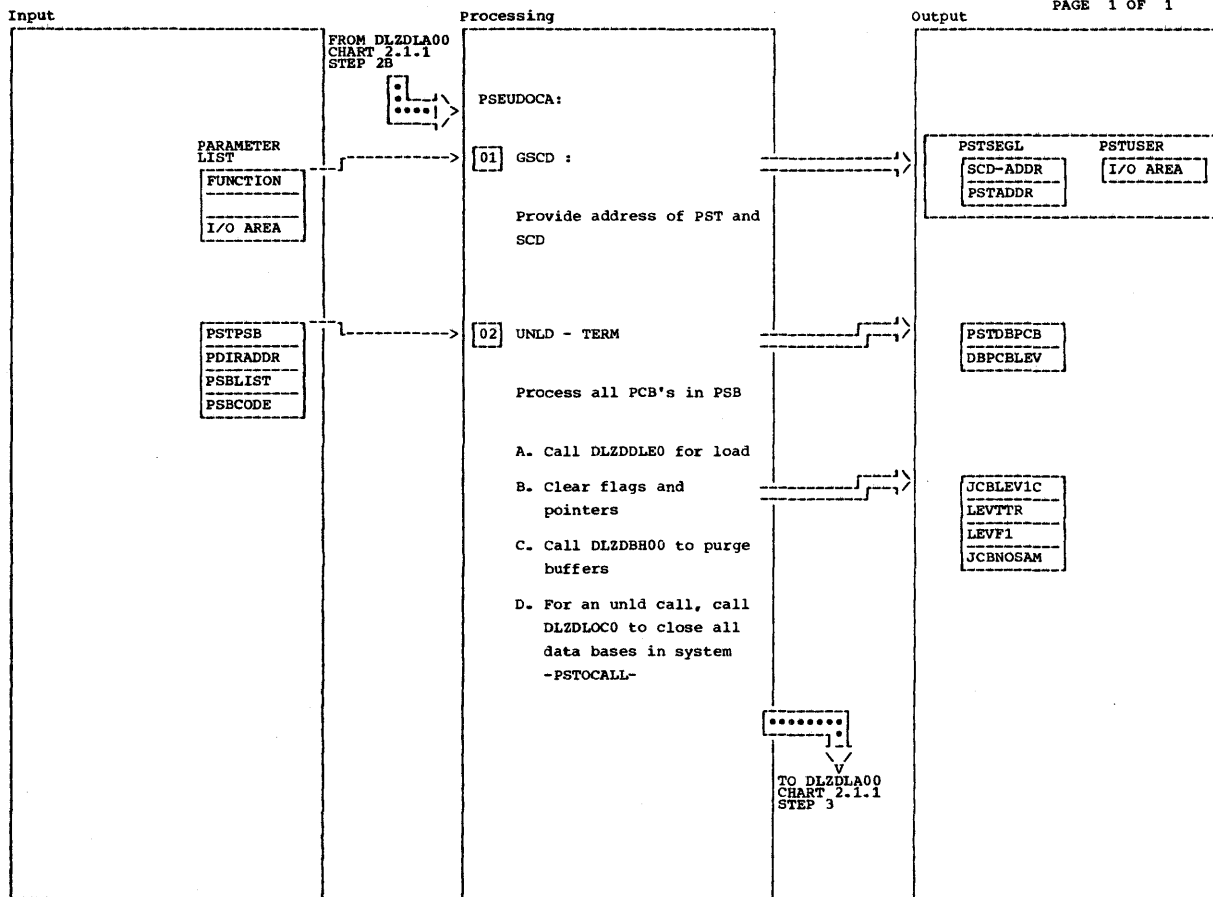 PAGE 1 OF 1
Input
Processing
Output
FROM DLZDLA00
CHART 2.1.1
STEP 2B
PSEUDOCA:
PARAMETER
LIST
FUNCTION
I/O AREA
01 GSCD :
Provide address of PST and
SCD
PSTSEGL
SCD-ADDR
PSTADDR
PSTUSER
I/O AREA
PSTPSB
PDIRADDR
PSBLIST
PSBCODE
02 UNLD - TERM
Process all PCB's in PSB
A. Call DLZDDLE0 for load
B. Clear flags and
pointers
C. Call DLZDBH00 to purge
buffers
D. For an unld call, call
DLZDLOC0 to close all
data bases in system
-PSTOCALL-
PSTDBPCB
DBPCBLEV
JCBLEV1C
LEVTTR
LEVF1
JCBNOSAM
TO DLZDLA00
CHART 2.1.1
STEP 3